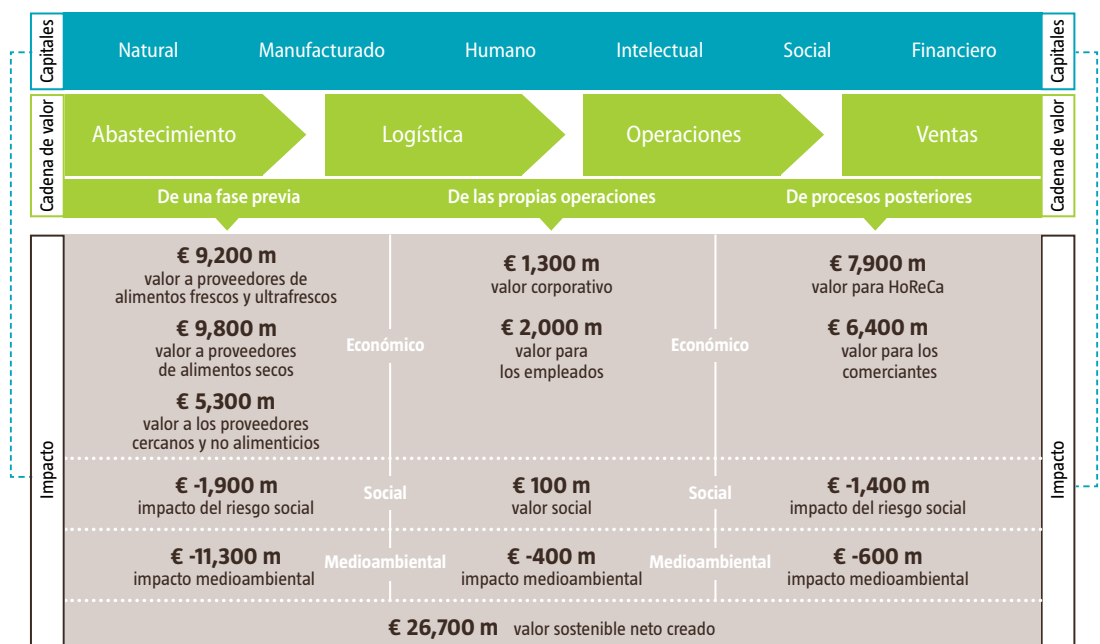 Capitales
Natural
Manufacturado
Humano
Intelectual
Social
Financiero
Capitales
Cadena de valor
Abastecimiento
Logística
Operaciones
Ventas
Cadena de valor
De una fase previa
De las propias operaciones
De procesos posteriores
Impacto
€ 9,200 m
valor a proveedores de
alimentos frescos y ultrafrescos
€ 9,800 m
valor a proveedores
de alimentos secos
€ 5,300 m
valor a los proveedores
cercanos y no alimenticios
Económico
€ 1,300 m
valor corporativo
€ 2,000 m
valor para
los empleados
Económico
€ 7,900 m
valor para HoReCa
€ 6,400 m
valor para los
comerciantes
Impacto
€ -1,900 m
impacto del riesgo social
Social
€ 100 m
valor social
Social
€ -1,400 m
impacto del riesgo social
€ -11,300 m
impacto medioambiental
Medioambiental
€ -400 m
impacto medioambiental
Medioambiental
€ -600 m
impacto medioambiental
€ 26,700 m valor sostenible neto creado